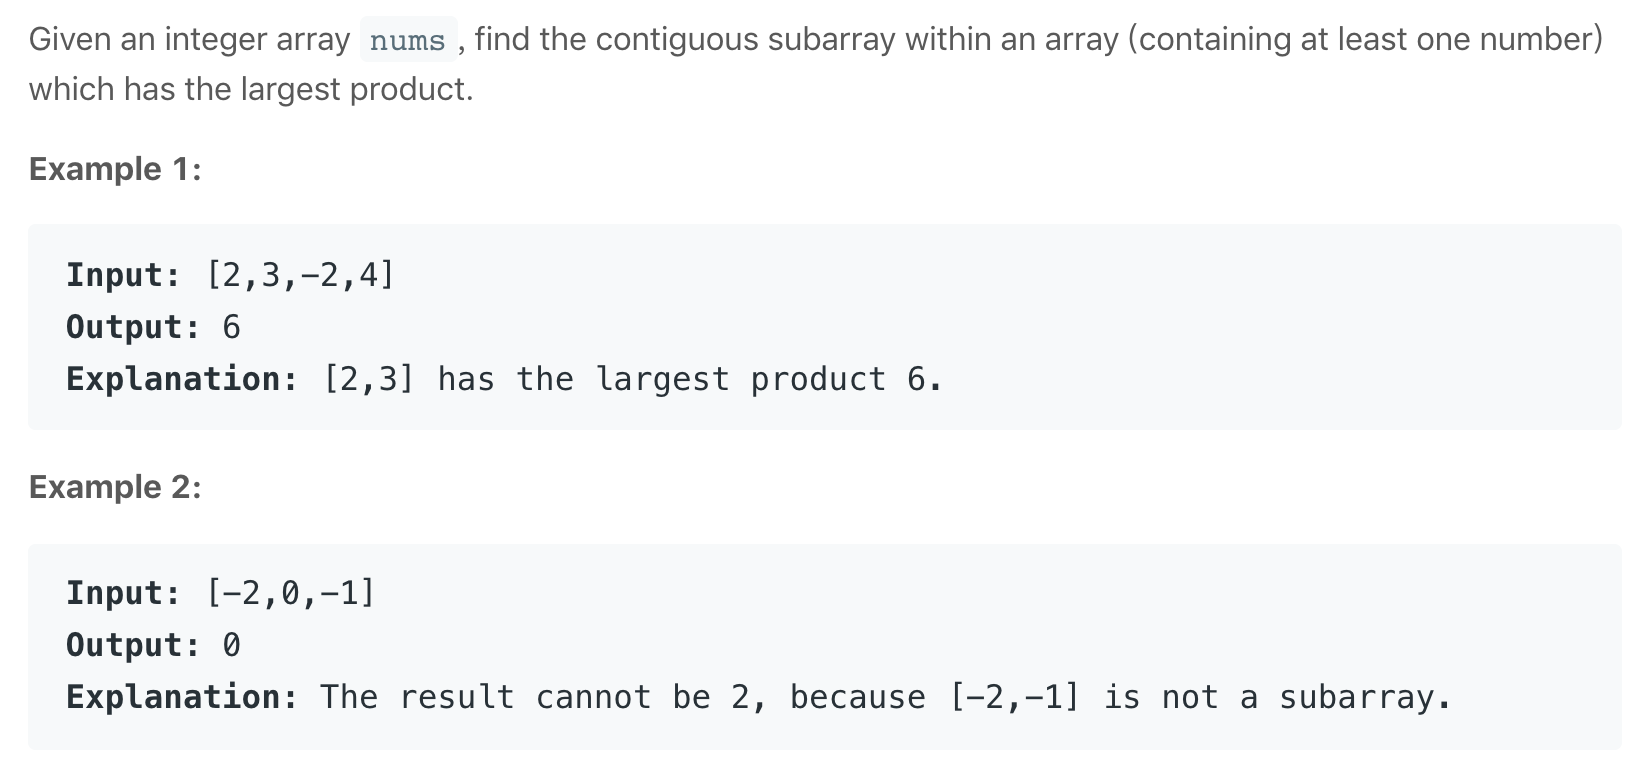 Given an integer array nums , find the contiguous subarray within an array (containing at least one number)
which has the largest product.
Example 1:
Input: [2,3,−2,4]
Output: 6
Explanation: [2,3] has the largest product 6.
Example 2:
Input: [−2,0,−1]
Output: 0
Explanation: The result cannot be 2, because [−2,−1] is not a subarray.